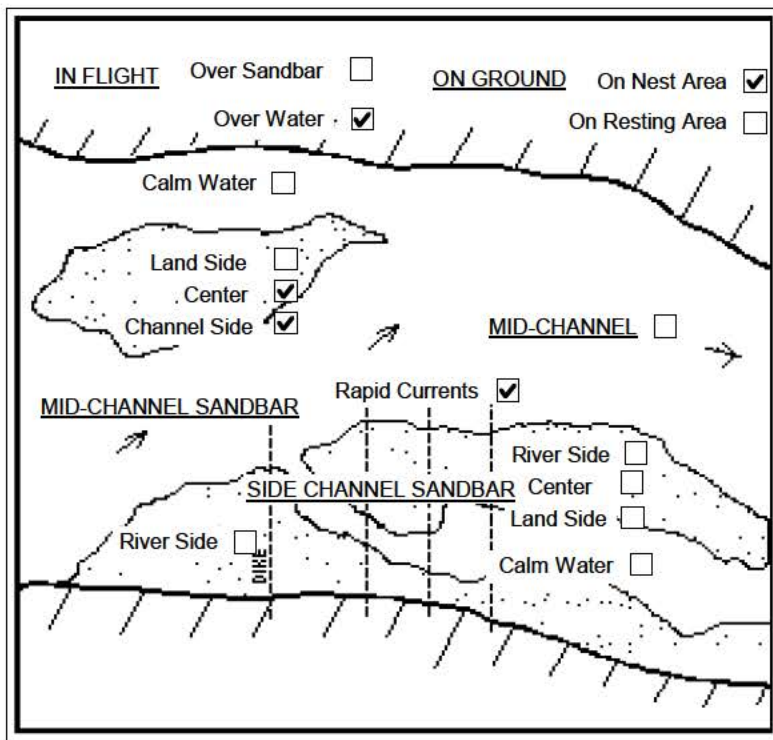 IN FLIGHT Over Sandbar ON GROUND On Nest Area
Over Water On Resting Area
Calm Water
Land Side
Center
Channel Side MID-CHANNEL
Rapid Currents
MID-CHANNEL SANDBAR
River Side
SIDE CHANNEL SANDBAR Center
Land Side
River Side
DIKE
Calm Water